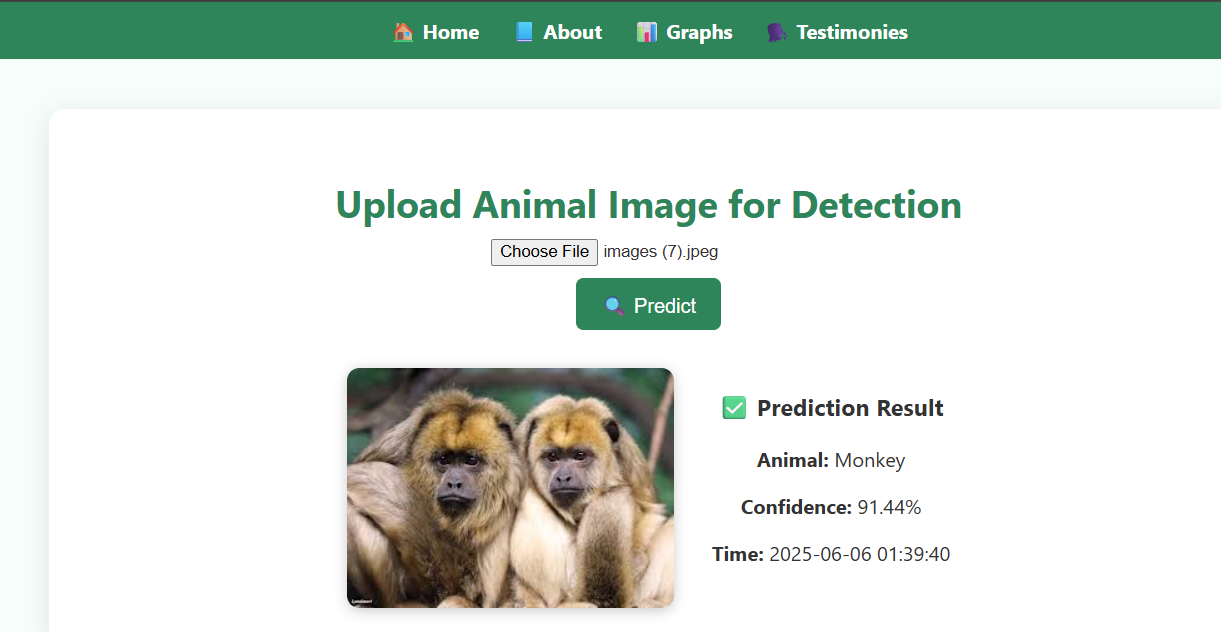 Home About Graphs Testimonies
Upload Animal Image for Detection
Choose File images (7).jpeg
Predict
Prediction Result
Animal: Monkey
Confidence: 91.44%
Time: 2025-06-06 01:39:40